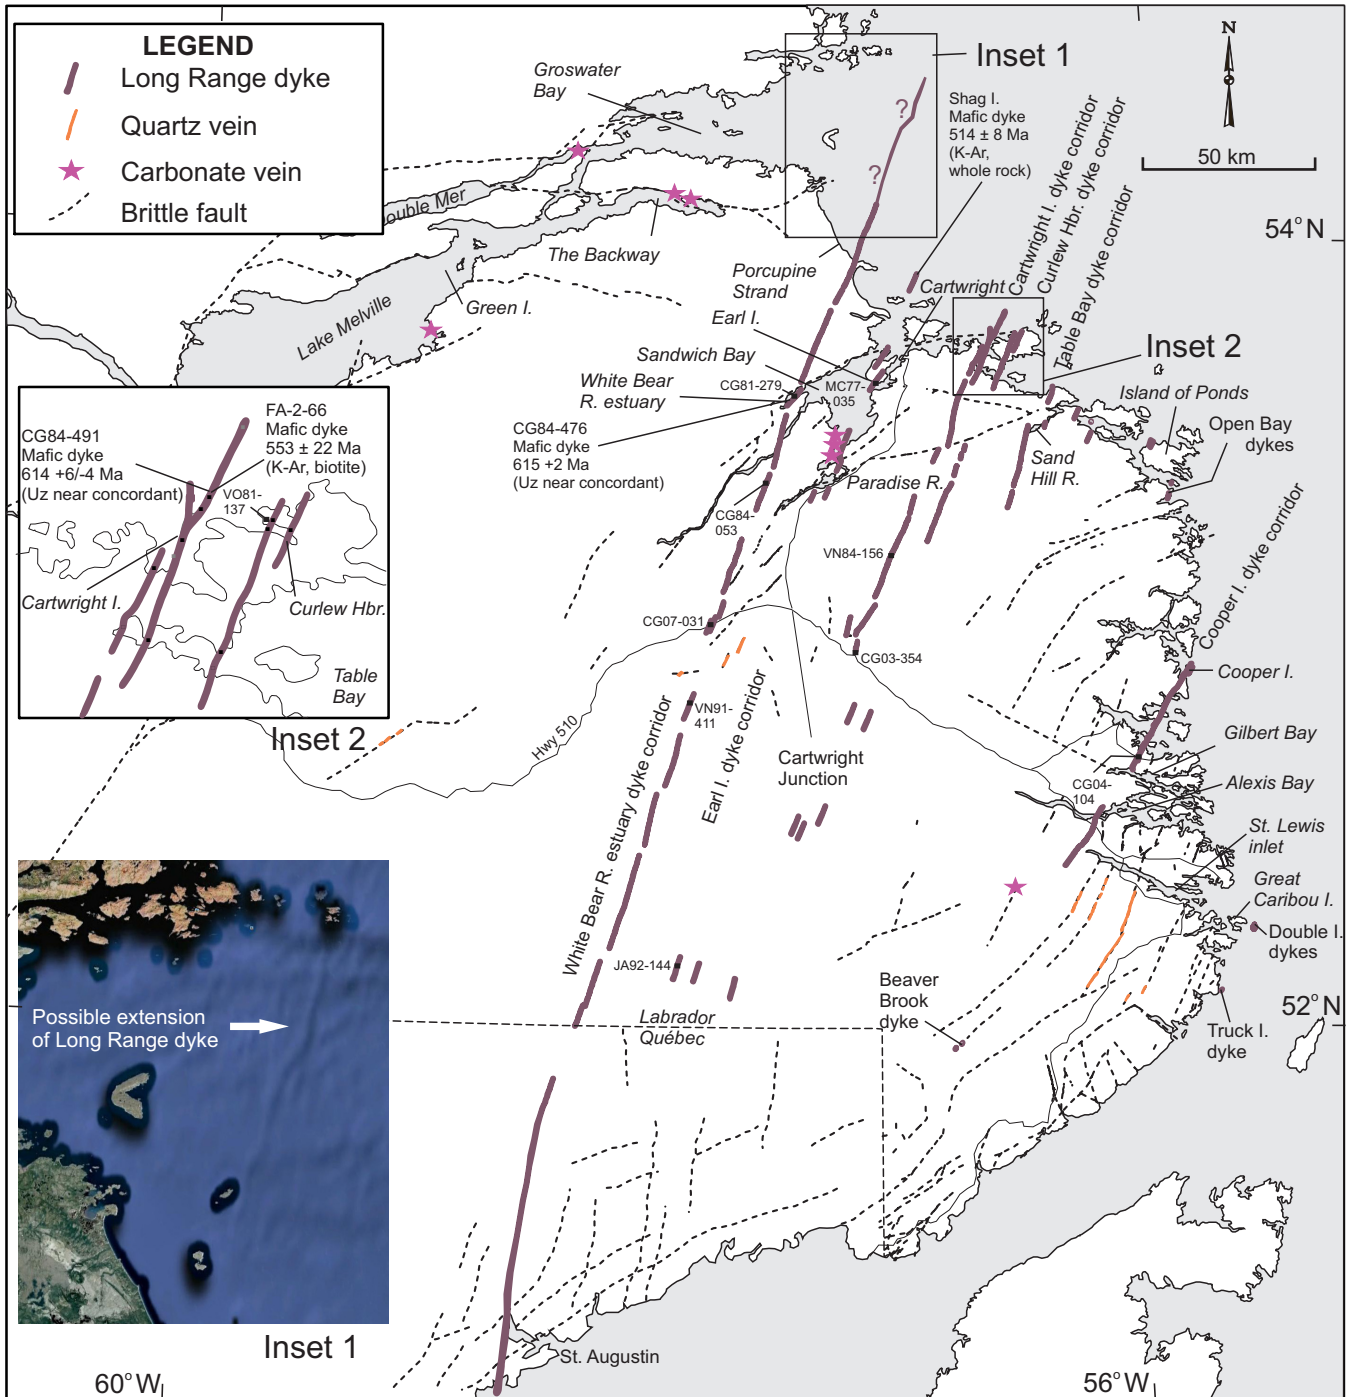 LEGEND
Long Range dyke
Quartz vein
Carbonate vein
Brittle fault
Groswater
Bay
Inset 1
N
50 km
Shag I.
Mafic dyke
514 ± 8 Ma
(K-Ar,
whole rock)
Cartwright I. dyke corridor
Curlew Hbr. dyke corridor
Table Bay dyke corridor
54° N
Double Mer
The Backway
Porcupine
Strand
Cartwright
Green I.
Lake Melville
Earl I.
Sandwich Bay
Inset 2
White Bear
R. estuary
CG81-279
MC77-
035
Island of Ponds
Open Bay
dykes
CG84-476
Mafic dyke
615 +2 Ma
(Uz near concordant)
Sand
Hill R.
Paradise R.
CG84-
053
VN84-156
Cooper I. dyke corridor
CG84-491
Mafic dyke
614 +6/-4 Ma
(Uz near concordant)
FA-2-66
Mafic dyke
553 ± 22 Ma
(K-Ar, biotite)
VO81-
137
Cartwright I.
Curlew Hbr.
Table
Bay
Inset 2
CG07-031
CG03-354
Cooper I.
VN91-
411
Hwy 510
Gilbert Bay
Cartwright
Junction
CG04-
104
Alexis Bay
White Bear R. estuary dyke corridor
Earl I. dyke corridor
St. Lewis
inlet
Great
Caribou I.
Double I.
dykes
JA92-144
Beaver
Brook
dyke
52° N
Labrador
Québec
Truck I.
dyke
Possible extension
of Long Range dyke
Inset 1
St. Augustin
60° W
56° W
?
?